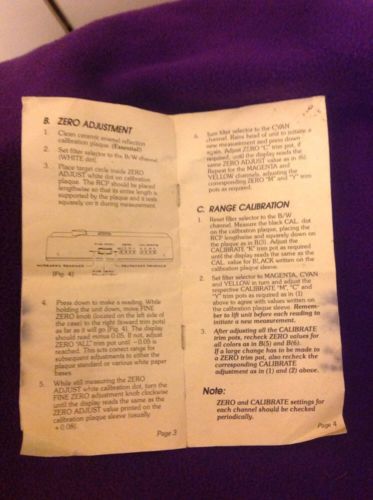 B. ZERO ADJUSTMENT
1. Clean ceramic enamel reflection
calibration plaque. (Essential!)
2. Set filter selector to the B/W channel
(WHITE dot).
3. Place target circle inside ZERO
ADJUST white dot on calibration
plaque. The RCP should be placed
lengthwise so that its entire length is
supported by the plaque and it rests
squarely on it during measurement.
(Fig. 4)
4. Press down to make a reading. While
holding the unit down, move FINE
ZERO knob (located on the left side of
the case) to the right (toward trim pots)
as far as it will go (Fig. 4). The display
should read minus 0.05. If not, adjust
ZERO "ALL" trim pot until -0.05 is
reached. This will correct range for
subsequent adjustments to either the
plaque standard or various white paper
bases.
5. While still measuring the ZERO
ADJUST white calibration dot, turn the
FINE ZERO adjustment knob clockwise
until the display reads the same as the
ZERO ADJUST value printed on the
calibration plaque sleeve (usually
+0.08).
Page 3
6. Turn filter selector to the CYAN
channel. Raise head of unit to initiate a
new measurement and press down
again. Adjust ZERO "C" trim pot, if
required, until the display reads the
same ZERO ADJUST value as in (5).
Repeat for the MAGENTA and
YELLOW channels, adjusting the
corresponding ZERO "M" and "Y" trim
pots as required.
C. RANGE CALIBRATION
1. Reset filter selector to the B/W
channel. Measure the black CAL. dot
on the calibration plaque, placing the
RCP lengthwise and squarely down on
the plaque as in B(3). Adjust the
CALIBRATE "K" trim pot as required
until the display reads the same as the
CAL. value for BLACK written on the
calibration plaque sleeve.
2. Set filter selector to MAGENTA, CYAN
and YELLOW in turn and adjust the
respective CALIBRATE "M", "C" and
"Y" trim pots as required as in (1)
above to agree with values written on
the calibration plaque sleeve. Remem-
ber to lift unit before each reading to
initiate a new measurement.
3. After adjusting all the CALIBRATE
trim pots, recheck ZERO values for
all colors as in B(5) and B(6).
If a large change has to be made to
a ZERO trim pot, also recheck the
corresponding CALIBRATE
adjustment as in (1) and (2) above.
Note:
ZERO and CALIBRATE settings for
each channel should be checked
periodically.
Page 4